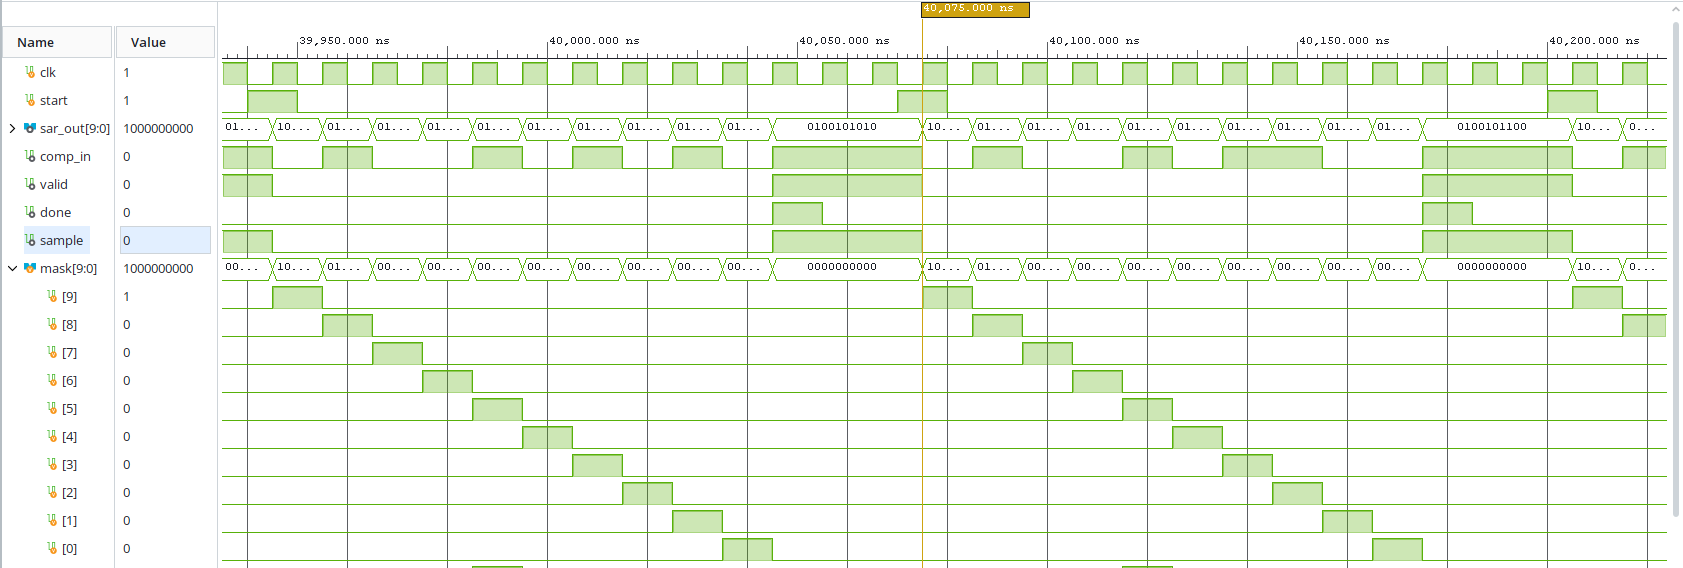 40,075.000 ns
Name Value
39,950.000 ns 40,000.000 ns 40,050.000 ns 40,100.000 ns 40,150.000 ns 40,200.000 ns
clk 1
start 1
sar_out[9:0] 1000000000 01... 10... 01... 01... 01... 01... 01... 01... 01... 01... 01... 0100101010 10... 01... 01... 01... 01... 01... 01... 01... 01... 0100101100 10... 0...
comp_in 0
valid 0
done 0
sample 0
mask[9:0] 1000000000 00... 10... 01... 00... 00... 00... 00... 00... 00... 00... 00... 0000000000 10... 01... 00... 00... 00... 00... 00... 00... 00... 0000000000 10... 0...
[9] 1
[8] 0
[7] 0
[6] 0
[5] 0
[4] 0
[3] 0
[2] 0
[1] 0
[0] 0